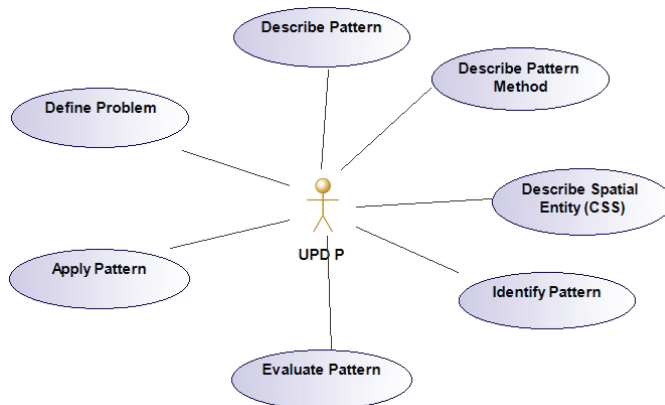 Describe Pattern
Describe Pattern
Method
Define Problem
Describe Spatial
Entity (CSS)
UPD P
Apply Pattern
Identify Pattern
Evaluate Pattern